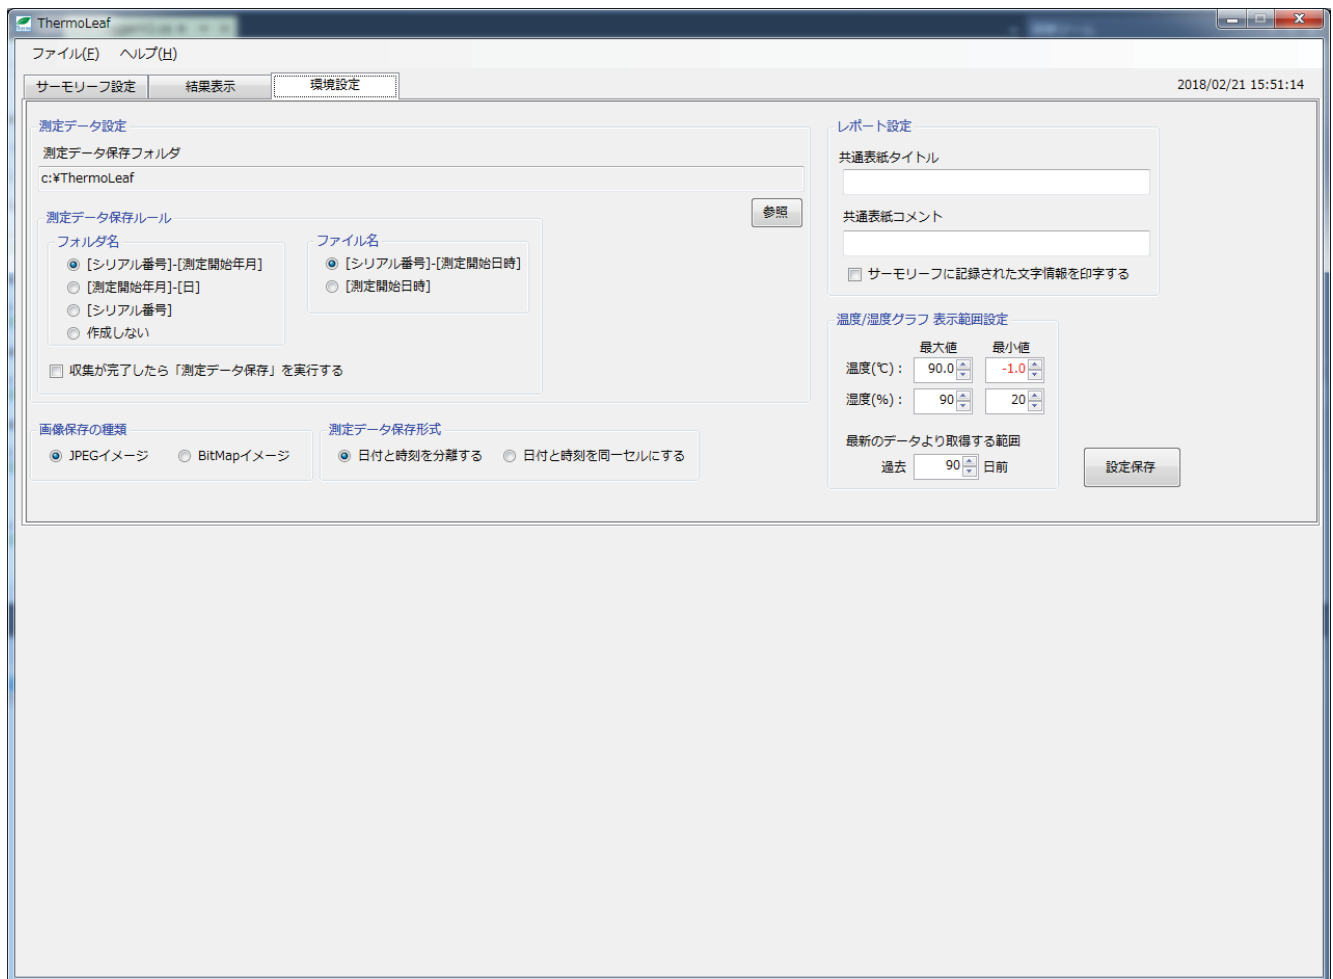 ThermoLeaf
ファイル(F) ヘルプ(H)
サーモリーフ設定 結果表示 環境設定 2018/02/21 15:51:14
測定データ設定
測定データ保存フォルダ
c:¥ThermoLeaf
参照
測定データ保存ルール
フォルダ名
[シリアル番号]-[測定開始年月]
[測定開始年月]-[日]
[シリアル番号]
作成しない
ファイル名
[シリアル番号]-[測定開始日時]
[測定開始日時]
収集が完了したら「測定データ保存」を実行する
画像保存の種類
JPEGイメージ BitMapイメージ
測定データ保存形式
日付と時刻を分離する 日付と時刻を同一セルにする
レポート設定
共通表紙タイトル
共通表紙コメント
サーモリーフに記録された文字情報を印字する
温度/湿度グラフ 表示範囲設定
最大値 最小値
温度(℃)： 90.0 -1.0
湿度(%)： 90 20
最新のデータより取得する範囲
過去 90 日前
設定保存